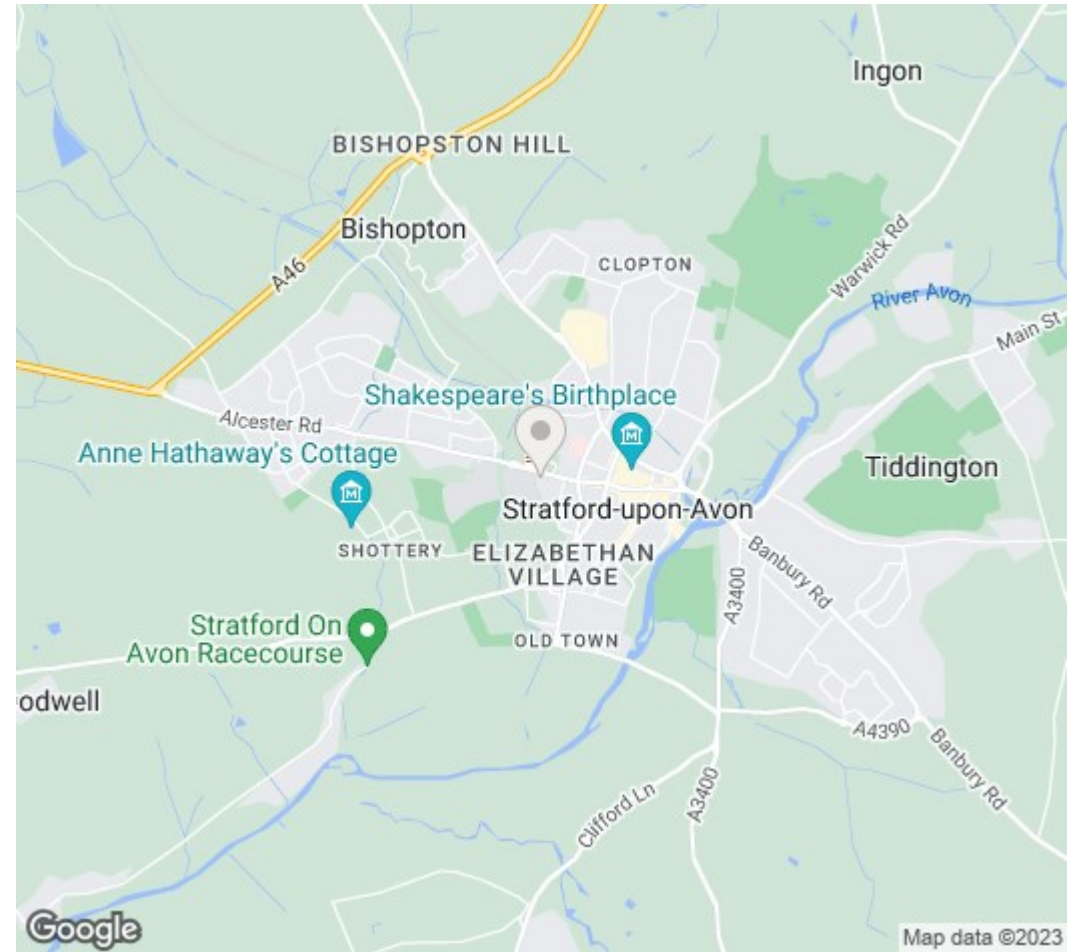 Ingon
BISHOPSTON HILL
Bishopton
CLOPTON
Warwick Rd
A46
River Avon
Main St
Shakespeare's Birthplace
Alcester Rd
Anne Hathaway's Cottage
Tiddington
Stratford-upon-Avon
SHOTTERY
ELIZABETHAN
VILLAGE
Banbury Rd
A3400
Stratford On
Avon Racecourse
OLD TOWN
odwell
A4390
Banbury Rd
Clifford Ln
A3400
Google
Map data ©2023